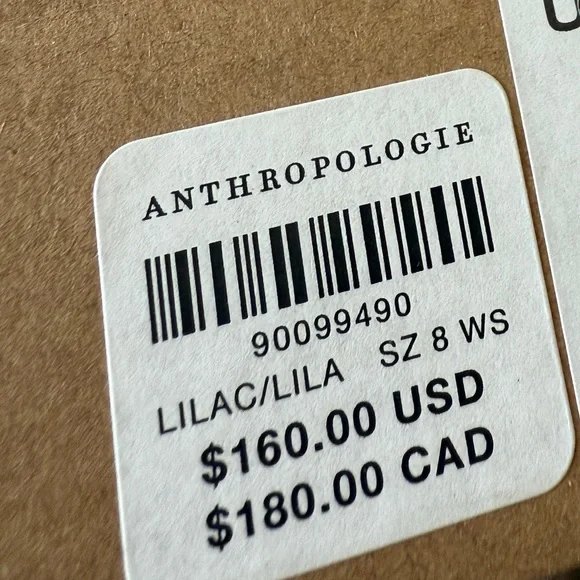 ANTHROPOLOGIE
90099490
LILAC/LILA SZ 8 WS
$160.00 USD
$180.00 CAD